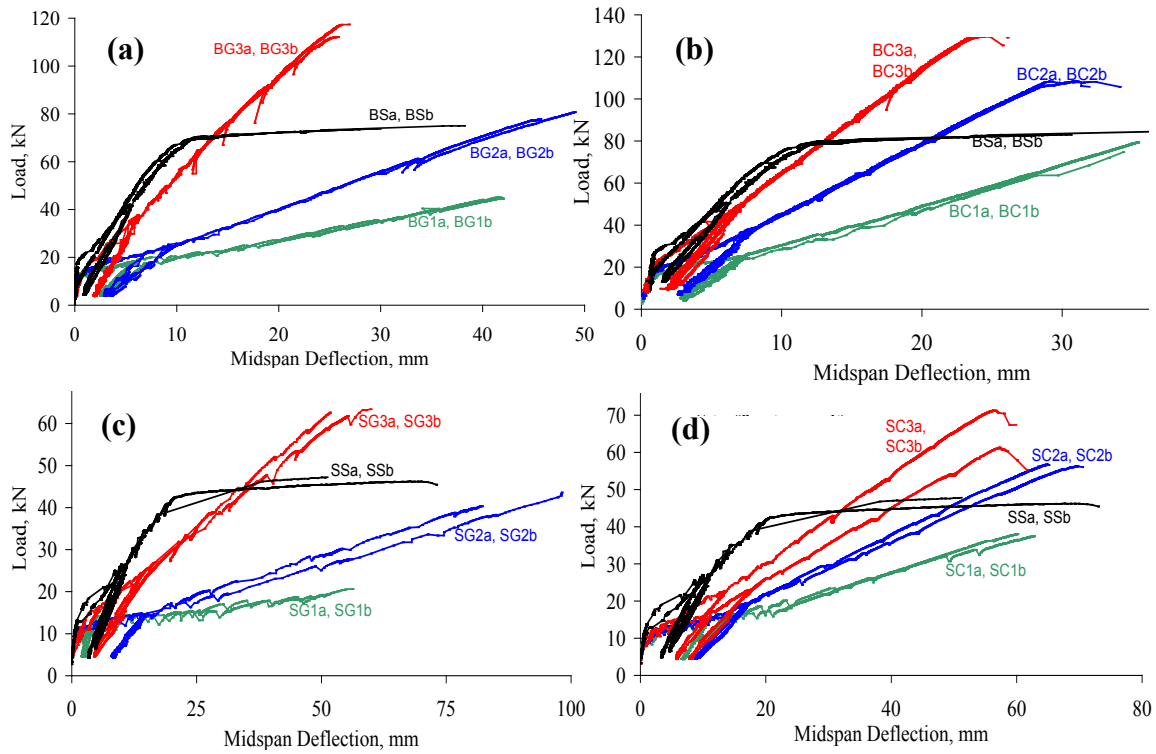 (a)
120
100
80
60
40
20
0
Load, kN
BG3a, BG3b
BSa, BSb
BG2a, BG2b
BG1a, BG1b
0 10 20 30 40 50
Midspan Deflection, mm
(b)
140
120
100
80
60
40
20
0
Load, kN
BC3a,
BC3b
BC2a, BC2b
BSa, BSb
BC1a, BC1b
0 10 20 30
Midspan Deflection, mm
(c)
60
50
40
30
20
10
0
Load, kN
SG3a, SG3b
SSa, SSb
SG2a, SG2b
SG1a, SG1b
0 25 50 75 100
Midspan Deflection, mm
(d)
70
60
50
40
30
20
10
0
Load, kN
SC3a,
SC3b
SC2a, SC2b
SSa, SSb
SC1a, SC1b
0 20 40 60 80
Midspan Deflection, mm